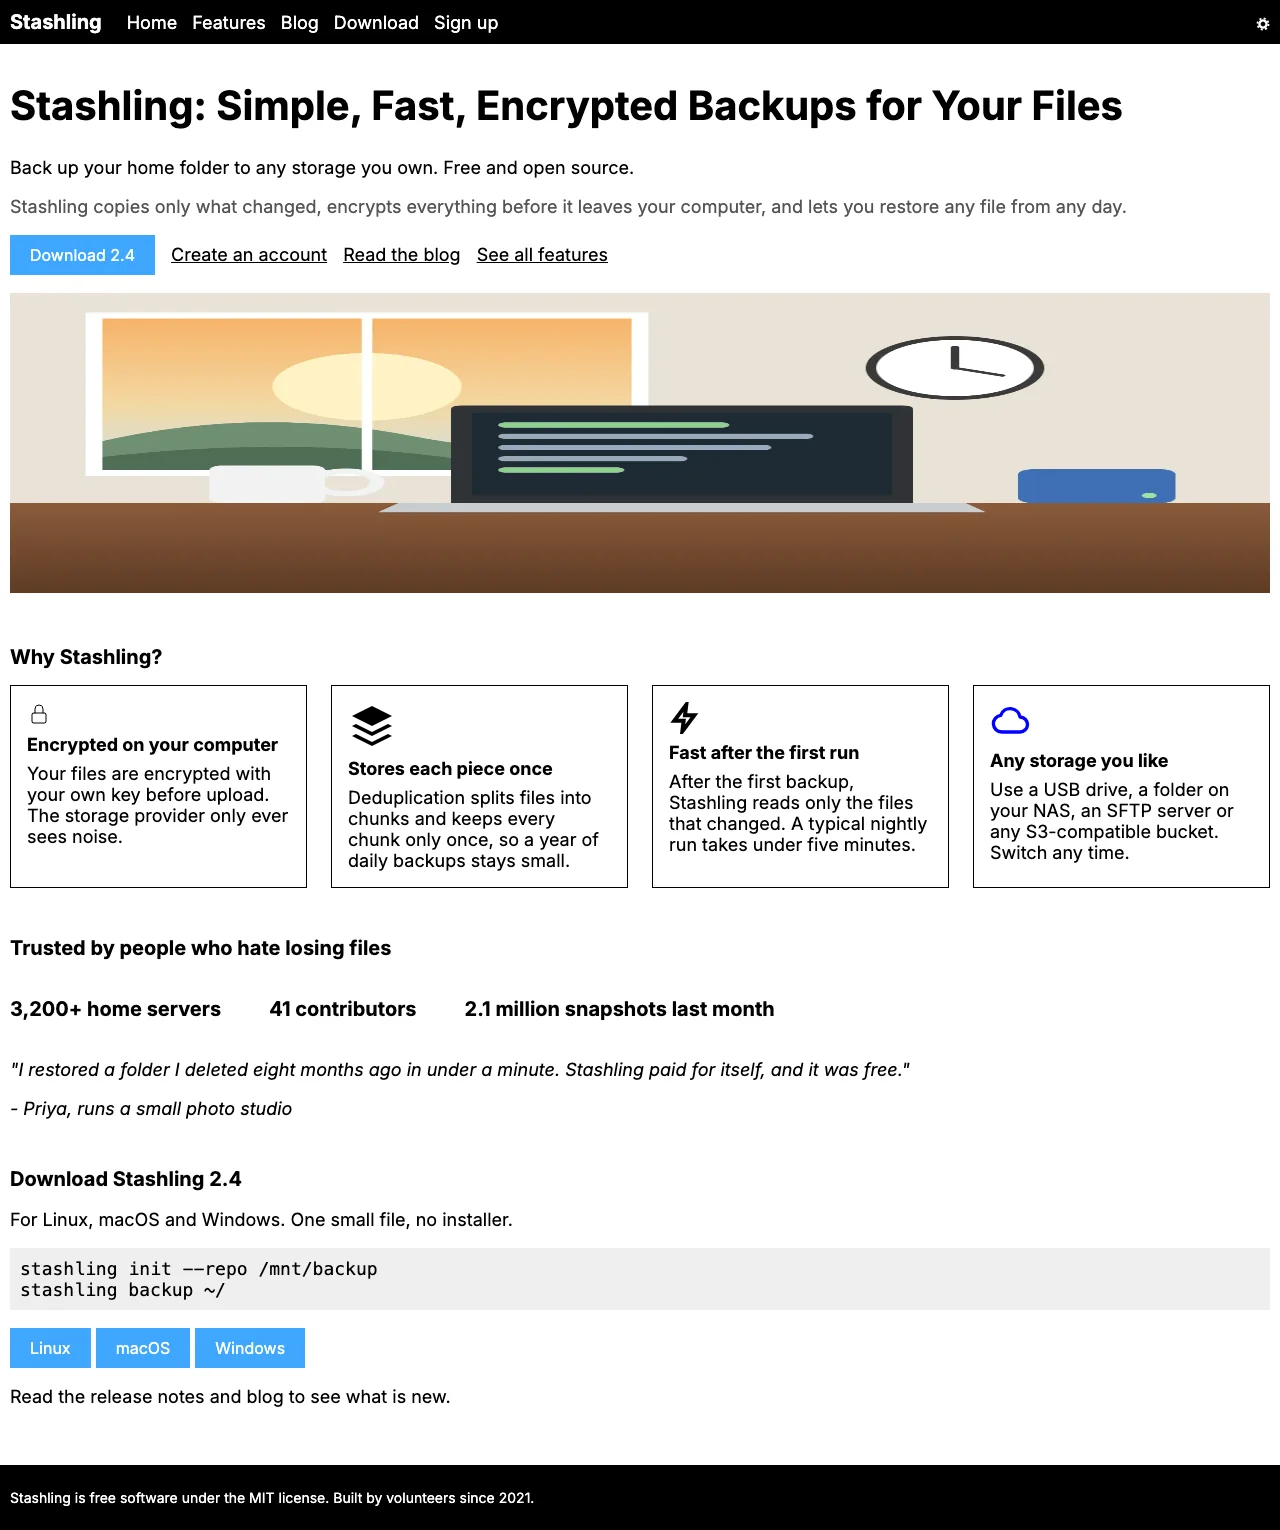 Stashling Home Features Blog Download Sign up
Stashling: Simple, Fast, Encrypted Backups for Your Files
Back up your home folder to any storage you own. Free and open source.
Stashling copies only what changed, encrypts everything before it leaves your computer, and lets you restore any file from any day.
Download 2.4 Create an account Read the blog See all features
Why Stashling?
Encrypted on your computer
Your files are encrypted with
your own key before upload.
The storage provider only ever
sees noise.
Stores each piece once
Deduplication splits files into
chunks and keeps every
chunk only once, so a year of
daily backups stays small.
Fast after the first run
After the first backup,
Stashling reads only the files
that changed. A typical nightly
run takes under five minutes.
Any storage you like
Use a USB drive, a folder on
your NAS, an SFTP server or
any S3-compatible bucket.
Switch any time.
Trusted by people who hate losing files
3,200+ home servers 41 contributors 2.1 million snapshots last month
"I restored a folder I deleted eight months ago in under a minute. Stashling paid for itself, and it was free."
- Priya, runs a small photo studio
Download Stashling 2.4
For Linux, macOS and Windows. One small file, no installer.
stashling init --repo /mnt/backup
stashling backup ~/
Linux macOS Windows
Read the release notes and blog to see what is new.
Stashling is free software under the MIT license. Built by volunteers since 2021.